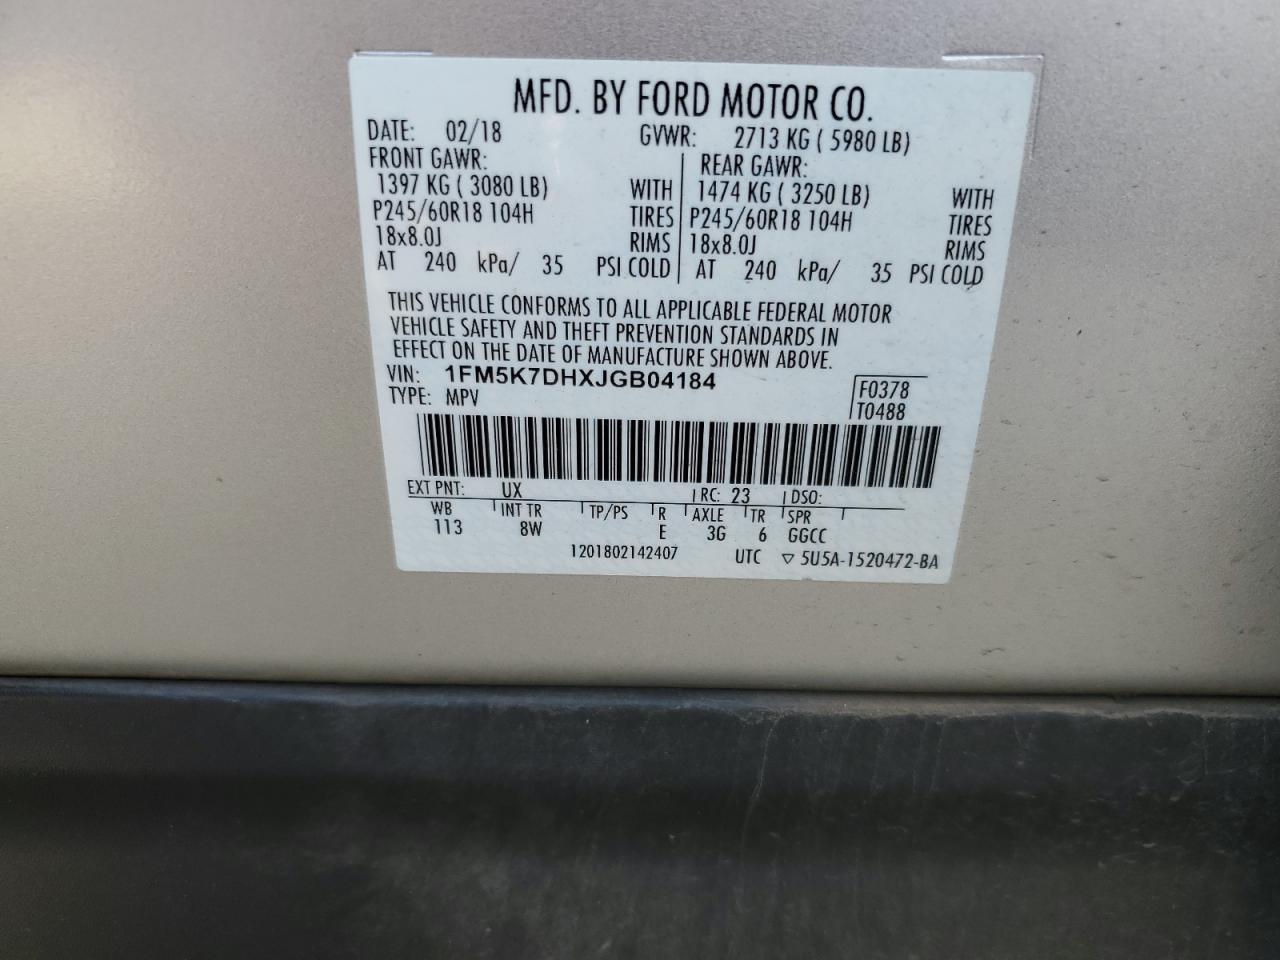 MFD. BY FORD MOTOR CO.
DATE: 02/18 GVWR: 2713 KG ( 5980 LB)
FRONT GAWR: REAR GAWR:
1397 KG ( 3080 LB) WITH 1474 KG ( 3250 LB) WITH
P245/60R18 104H TIRES P245/60R18 104H TIRES
18x8.0J RIMS 18x8.0J RIMS
AT 240 kPa/ 35 PSI COLD AT 240 kPa/ 35 PSI COLD
THIS VEHICLE CONFORMS TO ALL APPLICABLE FEDERAL MOTOR
VEHICLE SAFETY AND THEFT PREVENTION STANDARDS IN
EFFECT ON THE DATE OF MANUFACTURE SHOWN ABOVE.
VIN: 1FM5K7DHXJGB04184 F0378
TYPE: MPV T0488
EXT PNT: UX RC: 23 DSO:
WB INT TR TP/PS R AXLE TR SPR
113 8W E 3G 6 GGCC
1201802142407 UTC ▽ 5U5A-1520472-BA